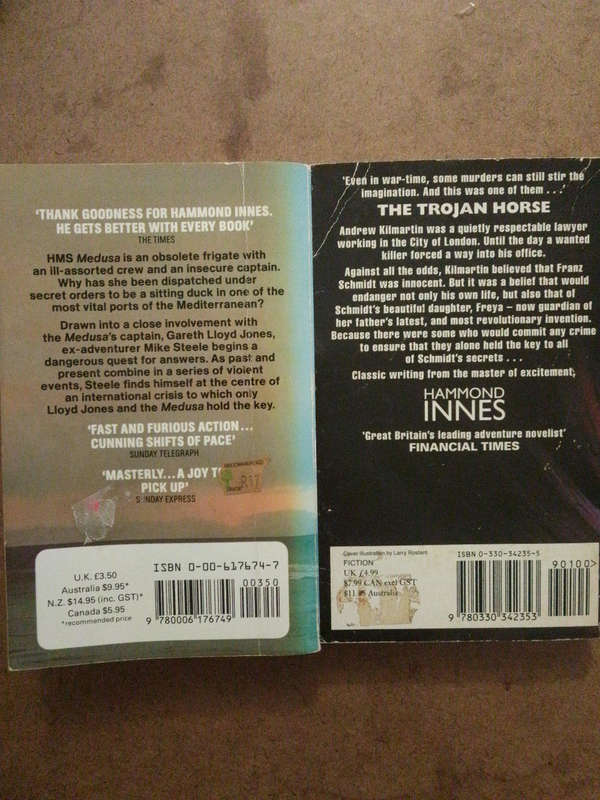 'THANK GOODNESS FOR HAMMOND INNES.
HE GETS BETTER WITH EVERY BOOK'
THE TIMES
HMS Medusa is an obsolete frigate with
an ill-assorted crew and an insecure captain.
Why has she been dispatched under
secret orders to be a sitting duck in one of the
most vital ports of the Mediterranean?
Drawn into a close involvement with
the Medusa's captain, Gareth Lloyd Jones,
ex-adventurer Mike Steele begins a
dangerous quest for answers. As past and
present combine in a series of violent
events, Steele finds himself at the centre of
an international crisis to which only
Lloyd Jones and the Medusa hold the key.
'FAST AND FURIOUS ACTION...
CUNNING SHIFTS OF PACE'
SUNDAY TELEGRAPH
'MASTERLY...A JOY
PICK UP'
SUNDAY EXPRESS
R17
U.K. £3.50
Australia $9.95*
N.Z. $14.95 (inc. GST)*
Canada $5.95
*recommended price
ISBN 0-00-617674-7
00350
9 780006 176749
'Even in war-time, some murders can still stir the
imagination. And this was one of them . . .'
THE TROJAN HORSE
Andrew Kilmartin was a quietly respectable lawyer
working in the City of London. Until the day a wanted
killer forced a way into his office.
Against all the odds, Kilmartin believed that Franz
Schmidt was innocent. But it was a belief that would
endanger not only his own life, but also that of
Schmidt's beautiful daughter, Freya – now guardian of
her father's latest, and most revolutionary invention.
Because there were some who would commit any crime
to ensure that they alone held the key to all
of Schmidt's secrets . . .
Classic writing from the master of excitement,
HAMMOND
INNES
'Great Britain's leading adventure novelist'
FINANCIAL TIMES
Cover illustration by Larry Rostant
FICTION
UK £4.99
$7.99 CAN excl GST
Australia
ISBN 0-330-34235-5
90100>
9 780330 342353